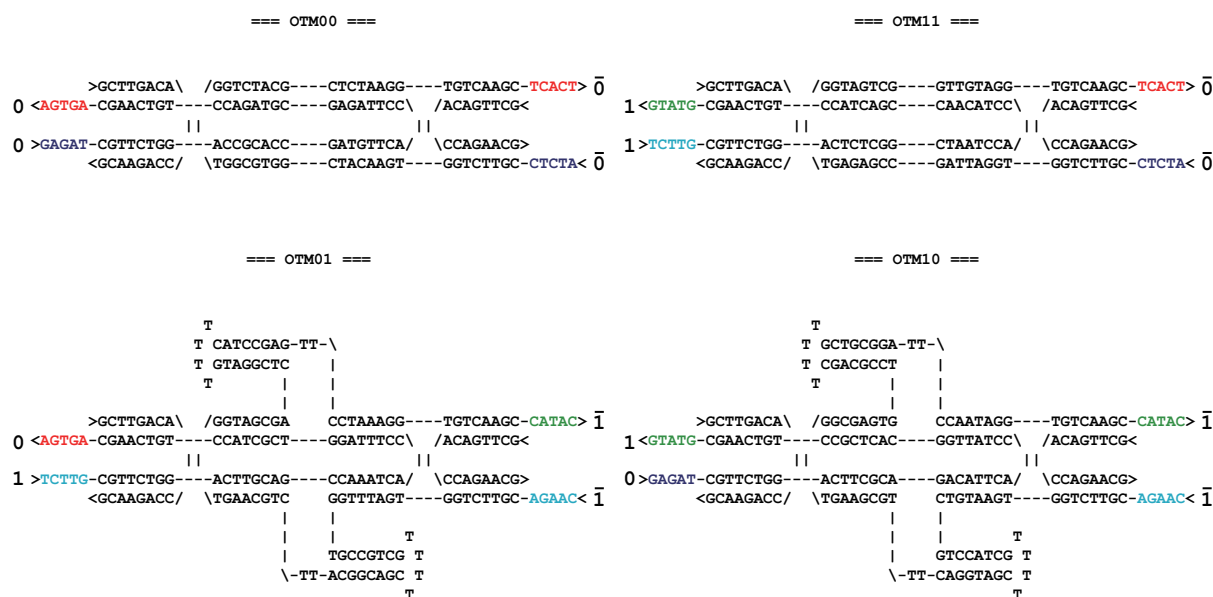 === OTM00 ===
=== OTM11 ===
>GCTTGACA\ /GGTCTACG----CTCTAAGG----TGTCAAGC-TCACT> 0̅
0 <AGTGA-CGAACTGT----CCAGATGC----GAGATTCC\ /ACAGTTCG<
||
||
0 >GAGAT-CGTTCTGG----ACCGCACC----GATGTTCA/ \CCAGAACG>
<GCAAGACC/ \TGGCGTGG----CTACAAGT----GGTCTTGC-CTCTA< 0̅
>GCTTGACA\ /GGTAGTCG----GTTGTAGG----TGTCAAGC-TCACT> 0̅
1 <GTATG-CGAACTGT----CCATCAGC----CAACATCC\ /ACAGTTCG<
||
||
1 >TCTTG-CGTTCTGG----ACTCTCGG----CTAATCCA/ \CCAGAACG>
<GCAAGACC/ \TGAGAGCC----GATTAGGT----GGTCTTGC-CTCTA< 0̅
=== OTM01 ===
=== OTM10 ===
T
T CATCCGAG-TT-\
T GTAGGCTC |
T | |
| |
>GCTTGACA\ /GGTAGCGA CCTAAAGG----TGTCAAGC-CATAC> 1̅
0 <AGTGA-CGAACTGT----CCATCGCT----GGATTTCC\ /ACAGTTCG<
|| ||
1 >TCTTG-CGTTCTGG----ACTTGCAG----CCAAATCA/ \CCAGAACG>
<GCAAGACC/ \TGAACGTC GGTTTAGT----GGTCTTGC-AGAAC< 1̅
| |
| | T
| TGCCGTCG T
\-TT-ACGGCAGC T
T
T
T GCTGCGGA-TT-\
T CGACGCCT |
T | |
| |
>GCTTGACA\ /GGCGAGTG CCAATAGG----TGTCAAGC-CATAC> 1̅
1 <GTATG-CGAACTGT----CCGCTCAC----GGTTATCC\ /ACAGTTCG<
|| ||
0 >GAGAT-CGTTCTGG----ACTTCGCA----GACATTCA/ \CCAGAACG>
<GCAAGACC/ \TGAAGCGT CTGTAAGT----GGTCTTGC-AGAAC< 1̅
| |
| | T
| GTCCATCG T
\-TT-CAGGTAGC T
T